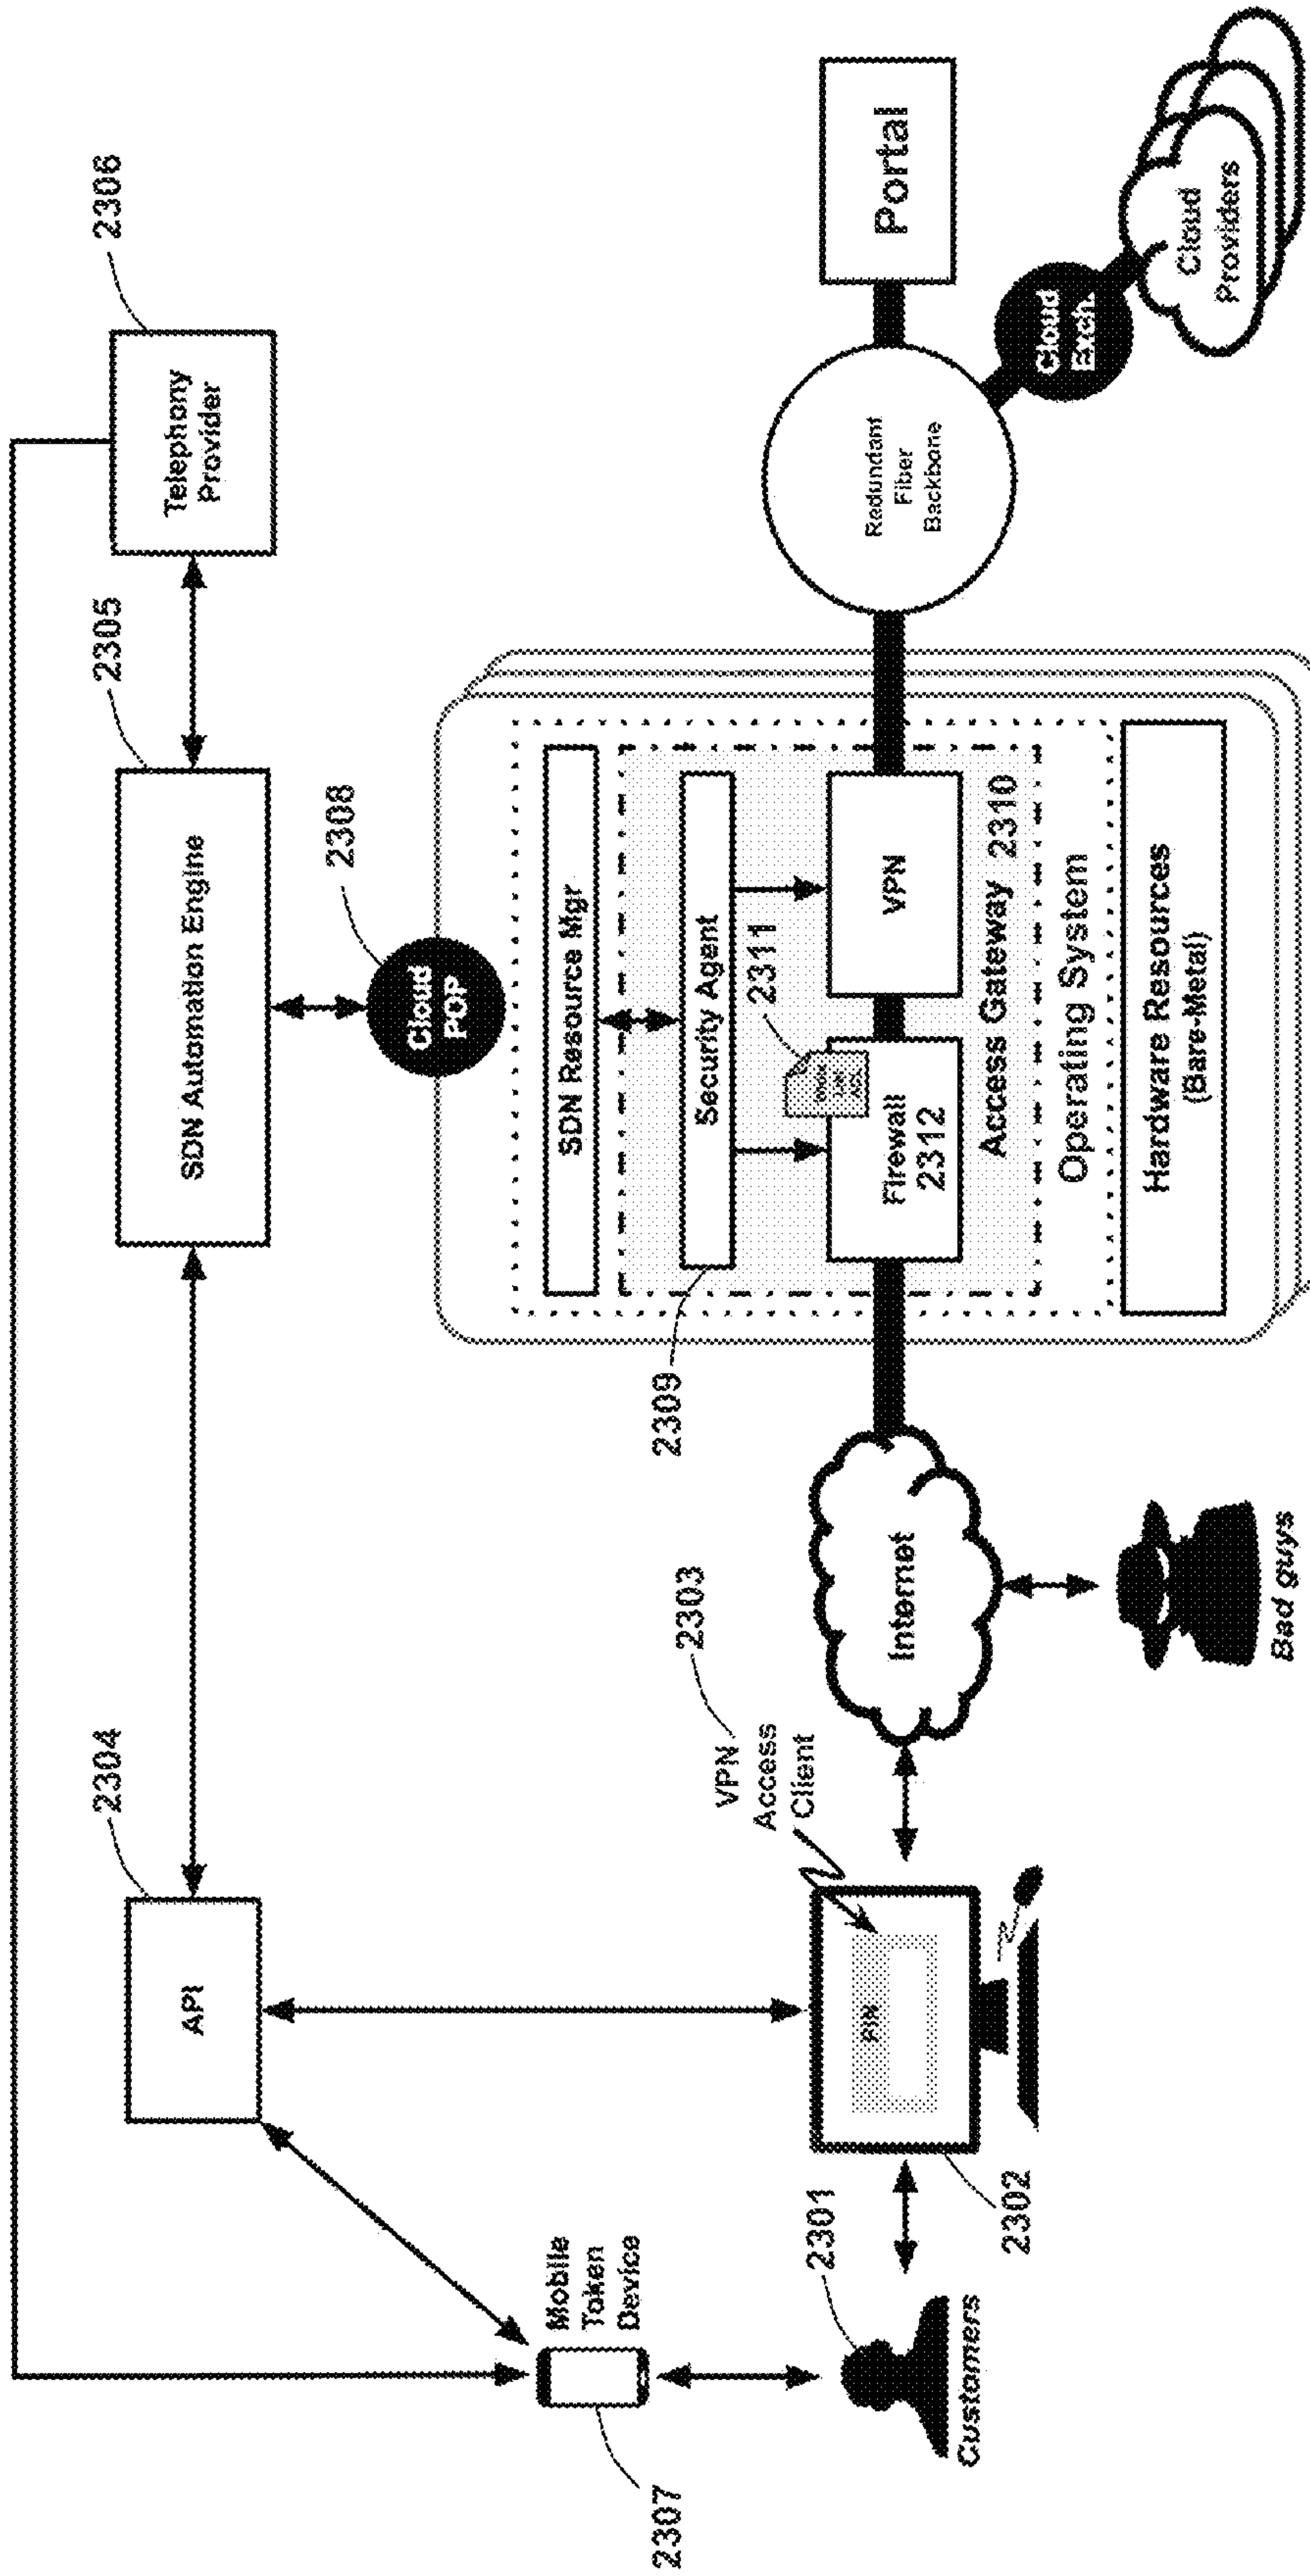 2304
2305
2306
API
SDN Automation Engine
Telephony
Provider
2308
Cloud
POP
2307
Mobile
Token
Device
SDN Resource Mgr
2309
Security Agent
2311
2303
VPN
Access
Client
2301
Customers
2302
PIN
Internet
Bad guys
Firewall
2312
VPN
Access Gateway 2310
Operating System
Hardware Resources
(Bare-Metal)
Redundant
Fiber
Backbone
Portal
Cloud
Exch.
Cloud
Providers